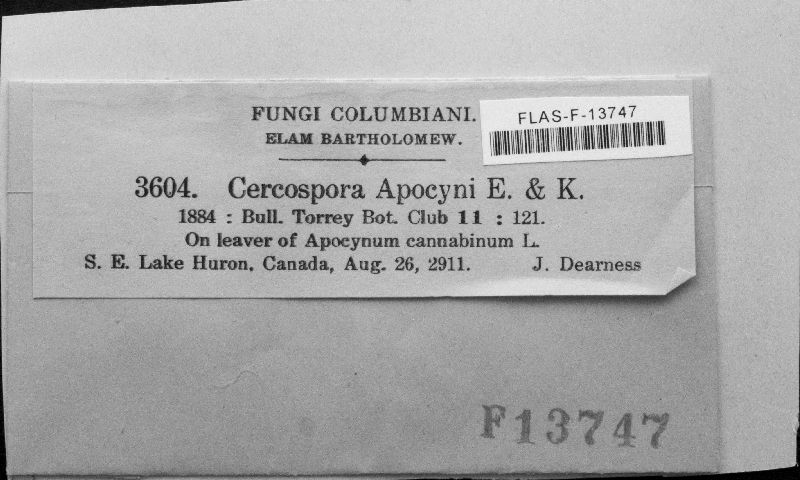 FUNGI COLUMBIANI.
ELAM BARTHOLOMEW.
FLAS-F-13747
3604. Cercospora Apocyni E. & K.
1884 : Bull. Torrey Bot. Club 11 : 121.
On leaver of Apocynum cannabinum L.
S. E. Lake Huron, Canada, Aug. 26, 2911. J. Dearness
F13747